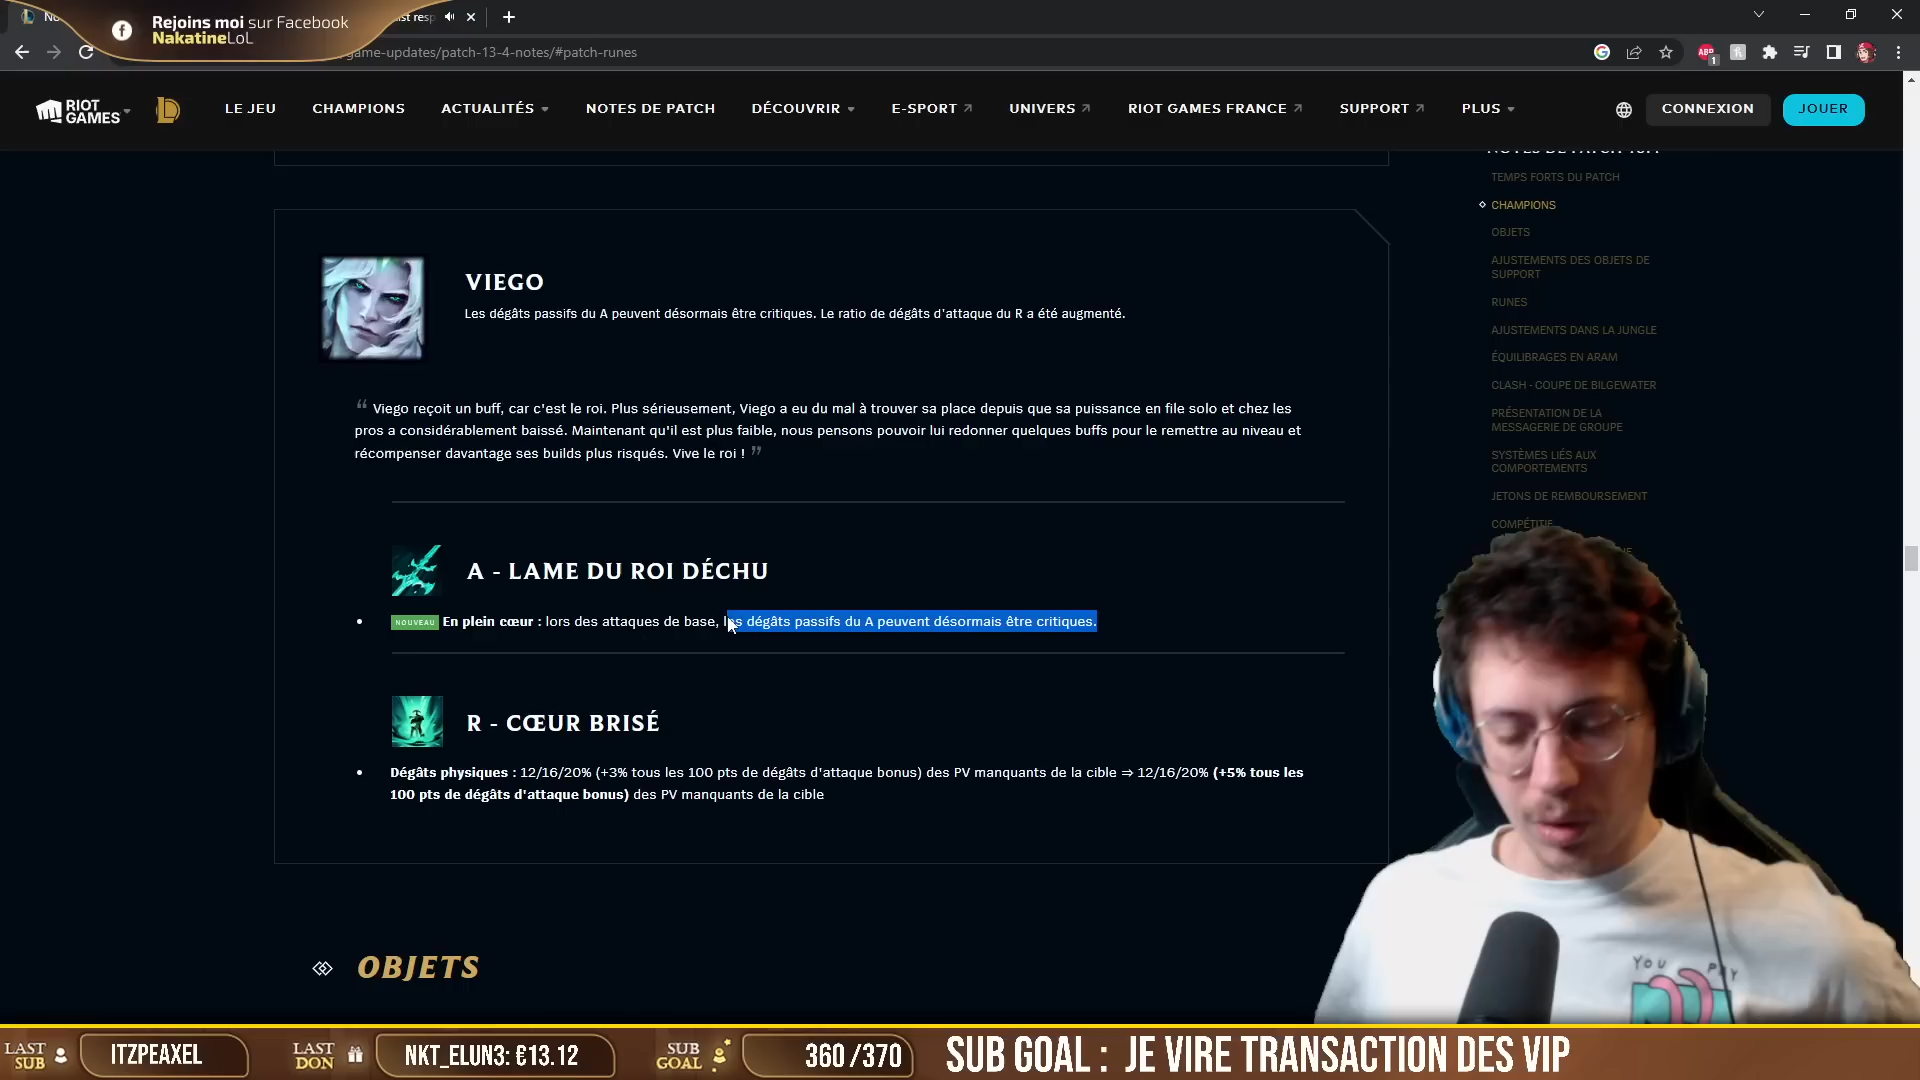 Rejoins moi sur Facebook
NakatineLoL
No
ist resp
game-updates/patch-13-4-notes/#patch-runes
ABP
1
RIOT GAMES
LE JEU
CHAMPIONS
ACTUALITÉS
NOTES DE PATCH
DÉCOUVRIR
E-SPORT
UNIVERS
RIOT GAMES FRANCE
SUPPORT
PLUS
CONNEXION
JOUER
TEMPS FORTS DU PATCH
CHAMPIONS
OBJETS
AJUSTEMENTS DES OBJETS DE
SUPPORT
RUNES
AJUSTEMENTS DANS LA JUNGLE
ÉQUILIBRAGES EN ARAM
CLASH - COUPE DE BILGEWATER
PRÉSENTATION DE LA
MESSAGERIE DE GROUPE
SYSTÈMES LIÉS AUX
COMPORTEMENTS
JETONS DE REMBOURSEMENT
COMPÉTITIF
VIEGO
Les dégâts passifs du A peuvent désormais être critiques. Le ratio de dégâts d'attaque du R a été augmenté.
“ Viego reçoit un buff, car c'est le roi. Plus sérieusement, Viego a eu du mal à trouver sa place depuis que sa puissance en file solo et chez les
pros a considérablement baissé. Maintenant qu'il est plus faible, nous pensons pouvoir lui redonner quelques buffs pour le remettre au niveau et
récompenser davantage ses builds plus risqués. Vive le roi ! ”
A - LAME DU ROI DÉCHU
• NOUVEAU En plein cœur : lors des attaques de base, les dégâts passifs du A peuvent désormais être critiques.
R - CŒUR BRISÉ
• Dégâts physiques : 12/16/20% (+3% tous les 100 pts de dégâts d'attaque bonus) des PV manquants de la cible ⇒ 12/16/20% (+5% tous les
100 pts de dégâts d'attaque bonus) des PV manquants de la cible
OBJETS
YOU PAY
LAST SUB
ITZPEAXEL
LAST DON
NKT_ELUN3: €13.12
SUB GOAL
360 /370
SUB GOAL : JE VIRE TRANSACTION DES VIP